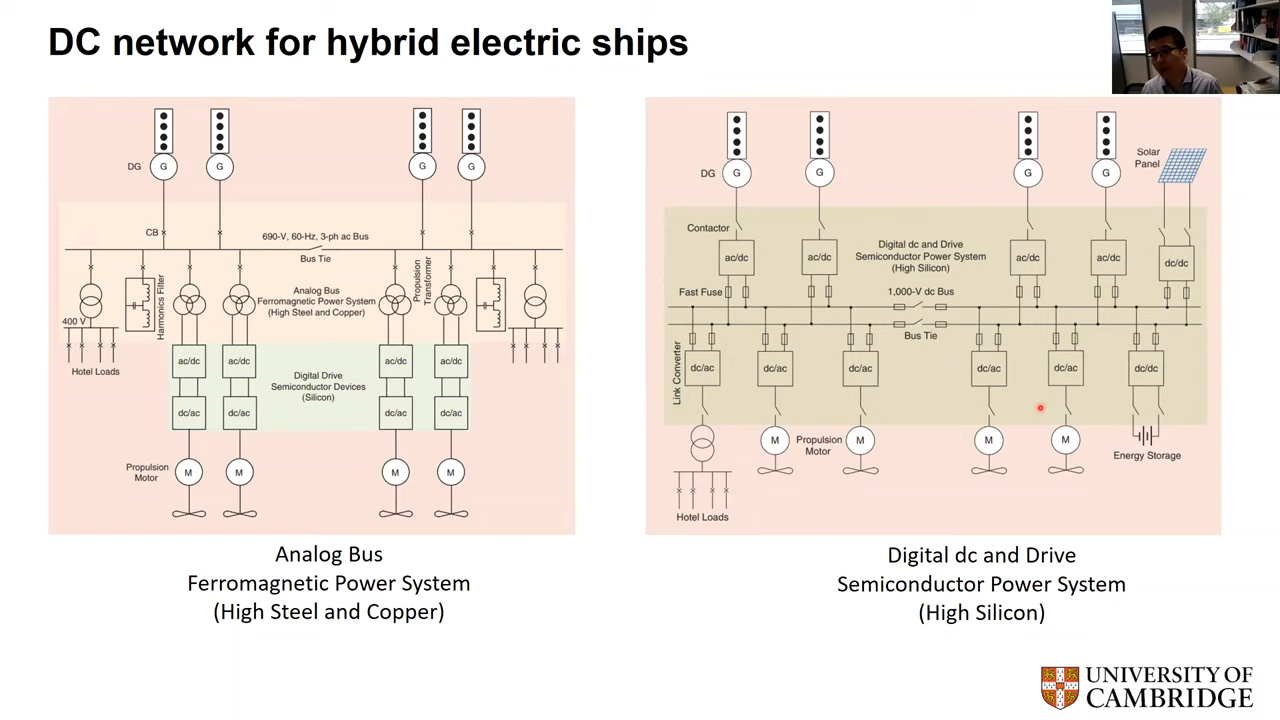 DC network for hybrid electric ships
DG
G
G
G
G
CB
690-V, 60-Hz, 3-ph ac Bus
Bus Tie
Harmonics Filter
Analog Bus
Ferromagnetic Power System
(High Steel and Copper)
Propulsion
Transformer
400 V
Hotel Loads
ac/dc
ac/dc
ac/dc
ac/dc
Digital Drive
Semiconductor Devices
(Silicon)
dc/ac
dc/ac
dc/ac
dc/ac
Propulsion
Motor
M
M
M
M
Analog Bus
Ferromagnetic Power System
(High Steel and Copper)
Solar
Panel
DG
G
G
G
G
Contactor
ac/dc
ac/dc
Digital dc and Drive
Semiconductor Power System
(High Silicon)
ac/dc
ac/dc
dc/dc
Fast Fuse
1,000-V dc Bus
Bus Tie
Link Converter
dc/ac
dc/ac
dc/ac
dc/ac
dc/ac
dc/dc
M
Propulsion
Motor
M
M
M
Energy Storage
Hotel Loads
Digital dc and Drive
Semiconductor Power System
(High Silicon)
UNIVERSITY OF
CAMBRIDGE